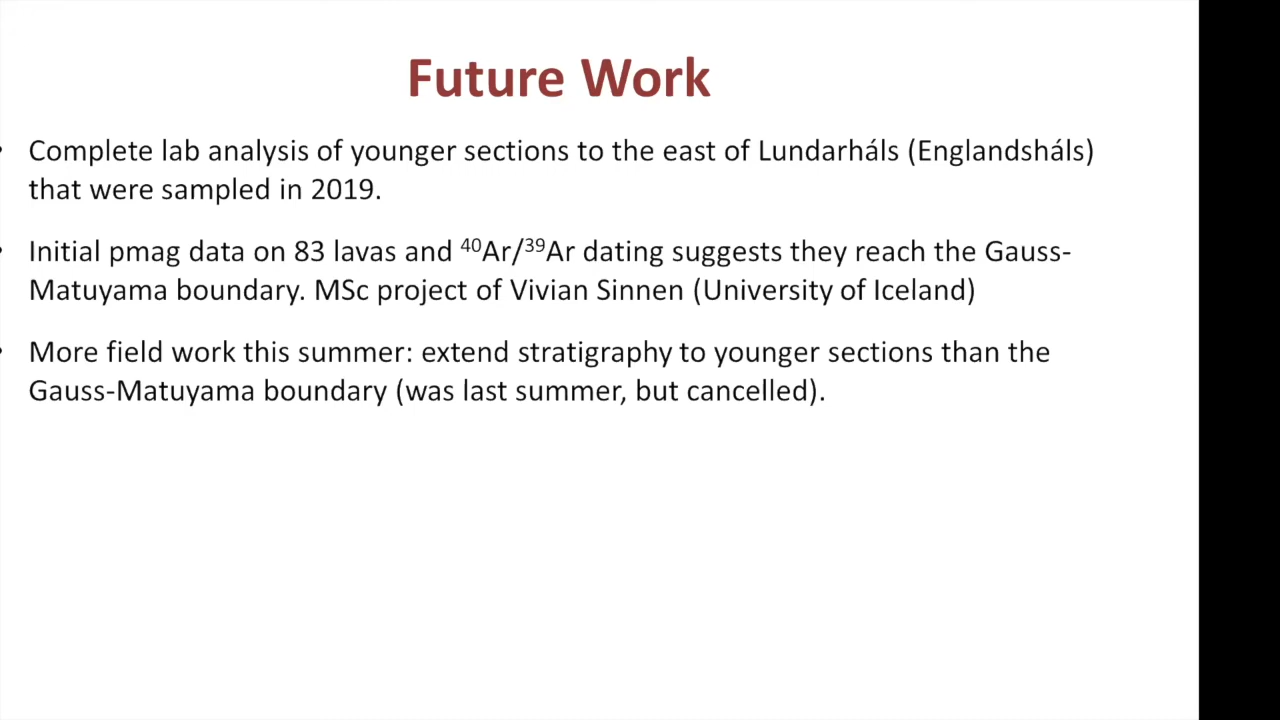 Future Work
• Complete lab analysis of younger sections to the east of Lundarháls (Englandsháls)
that were sampled in 2019.
• Initial pmag data on 83 lavas and ⁴⁰Ar/³⁹Ar dating suggests they reach the Gauss-
Matuyama boundary. MSc project of Vivian Sinnen (University of Iceland)
• More field work this summer: extend stratigraphy to younger sections than the
Gauss-Matuyama boundary (was last summer, but cancelled).